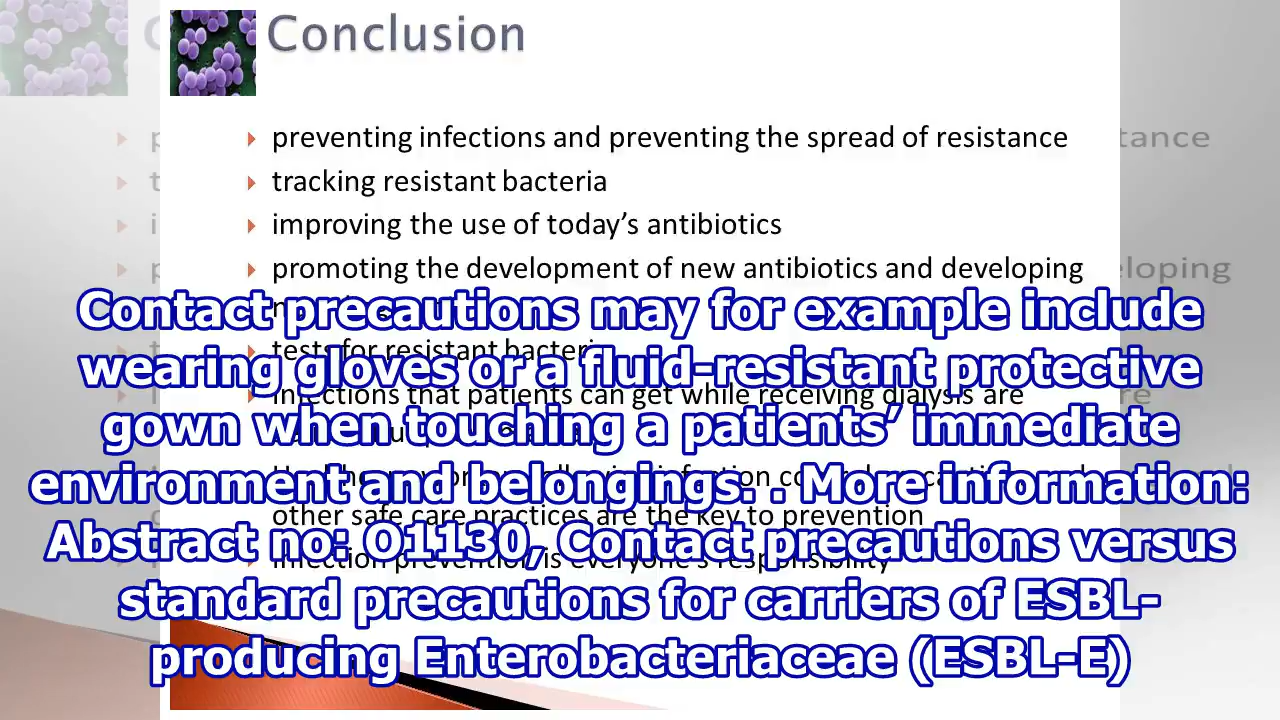 Conclusion
preventing infections and preventing the spread of resistance
tracking resistant bacteria
improving the use of today’s antibiotics
promoting the development of new antibiotics and developing
Contact precautions may for example include
tests for resistant bacteri
wearing gloves or a fluid-resistant protective
infections that patients can get while receiving dialysis are
gown when touching a patients’ immediate
environment and belongings. . More information:
other safe care practices are the key to prevention
Abstract no: O1130, Contact precautions versus
infection prevention is everyone’s responsibility
standard precautions for carriers of ESBL-
producing Enterobacteriaceae (ESBL-E)